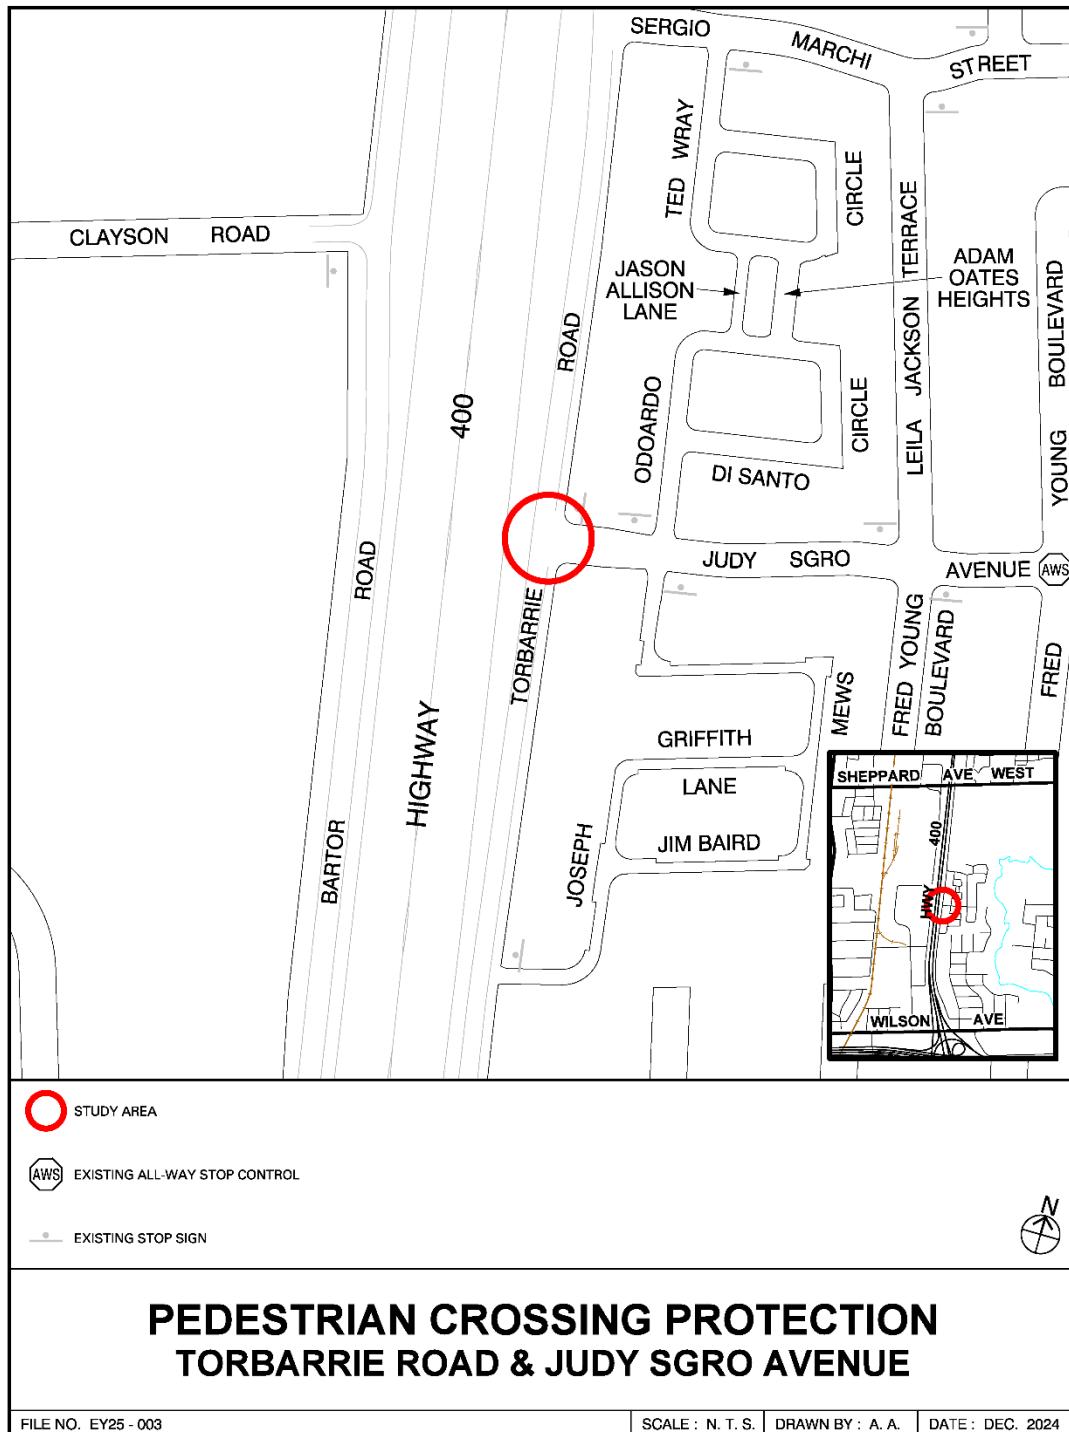 SERGIO MARCHI STREET
TED WRAY CIRCLE
CLAYSON ROAD
JASON
ALLISON
LANE
ADAM
OATES
HEIGHTS
LEILA JACKSON TERRACE
FRED YOUNG BOULEVARD
HIGHWAY 400
TORBARRIE ROAD
BARTOR ROAD
ODOARDO DI SANTO CIRCLE
JUDY SGRO AVENUE
AWS
FRED YOUNG
BOULEVARD
GRIFFITH
LANE
JIM BAIRD MEWS
JOSEPH
SHEPPARD AVE WEST
HWY 400
WILSON AVE
STUDY AREA
AWS EXISTING ALL-WAY STOP CONTROL
EXISTING STOP SIGN
N
PEDESTRIAN CROSSING PROTECTION
TORBARRIE ROAD & JUDY SGRO AVENUE
FILE NO. EY25 - 003
SCALE : N. T. S.
DRAWN BY : A. A.
DATE : DEC. 2024